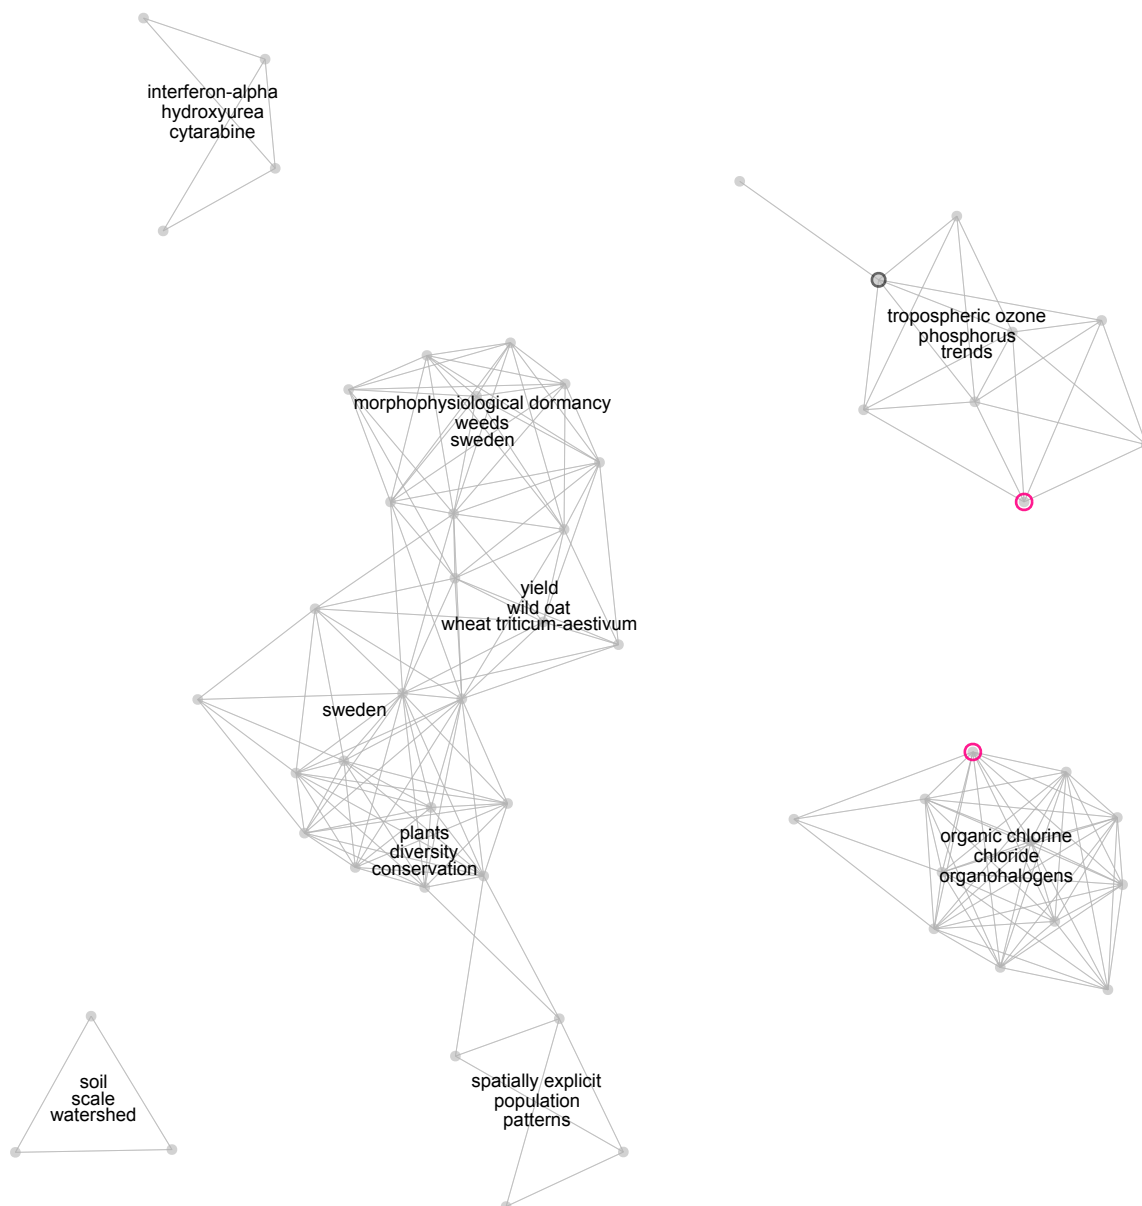 interferon-alpha
hydroxyurea
cytarabine
tropospheric ozone
phosphorus
trends
morphophysiological dormancy
weeds
sweden
yield
wild oat
wheat triticum-aestivum
sweden
plants
diversity
conservation
organic chlorine
chloride
organohalogens
soil
scale
watershed
spatially explicit
population
patterns